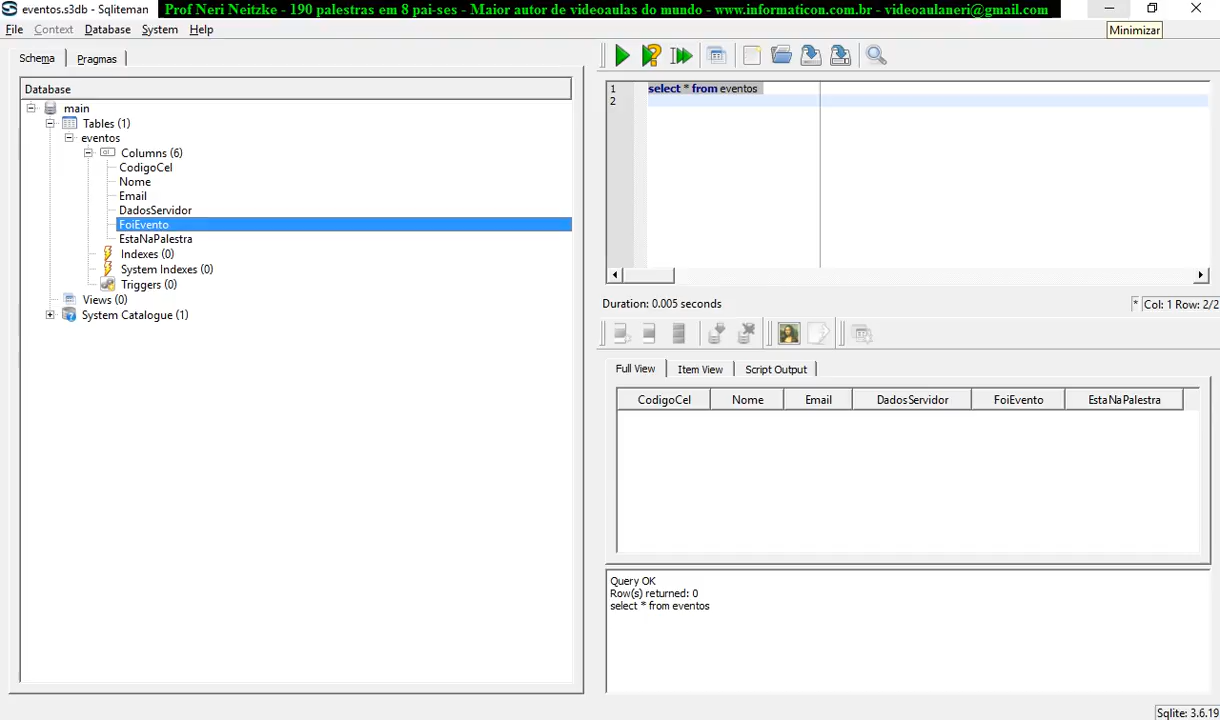 eventos.s3db - Sqliteman
Prof Neri Neitzke - 190 palestras em 8 pai-ses - Maior autor de videoaulas do mundo - www.informaticon.com.br - videoaulaneri@gmail.com
File Context Database System Help
Minimizar
Schema Pragmas
Database
main
Tables (1)
eventos
Columns (6)
CodigoCel
Nome
Email
DadosServidor
FoiEvento
EstaNaPalestra
Indexes (0)
System Indexes (0)
Triggers (0)
Views (0)
System Catalogue (1)
1 select * from eventos
2
Duration: 0.005 seconds
* Col: 1 Row: 2/2
Full View Item View Script Output
CodigoCel Nome Email DadosServidor FoiEvento EstaNaPalestra
Query OK
Row(s) returned: 0
select * from eventos
Sqlite: 3.6.19